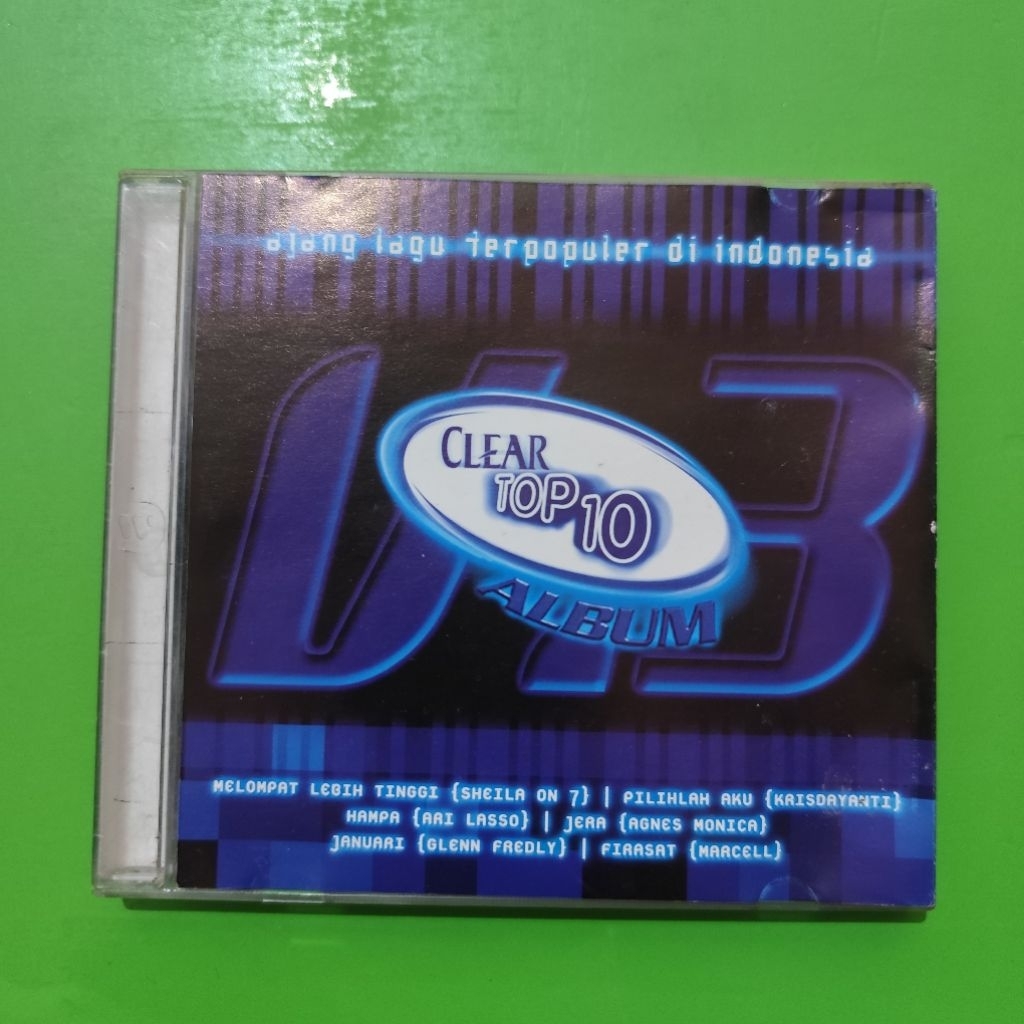 ajang lagu terpopuler di indonesia
CLEAR
TOP 10
ALBUM
MELOMPAT LEBIH TINGGI {SHEILA ON 7} | PILIHLAH AKU {KRISDAYANTI}
HAMPA {ARI LASSO} | JERA {AGNES MONICA}
JANUARI {GLENN FREDLY} | FIRASAT {MARCELL}